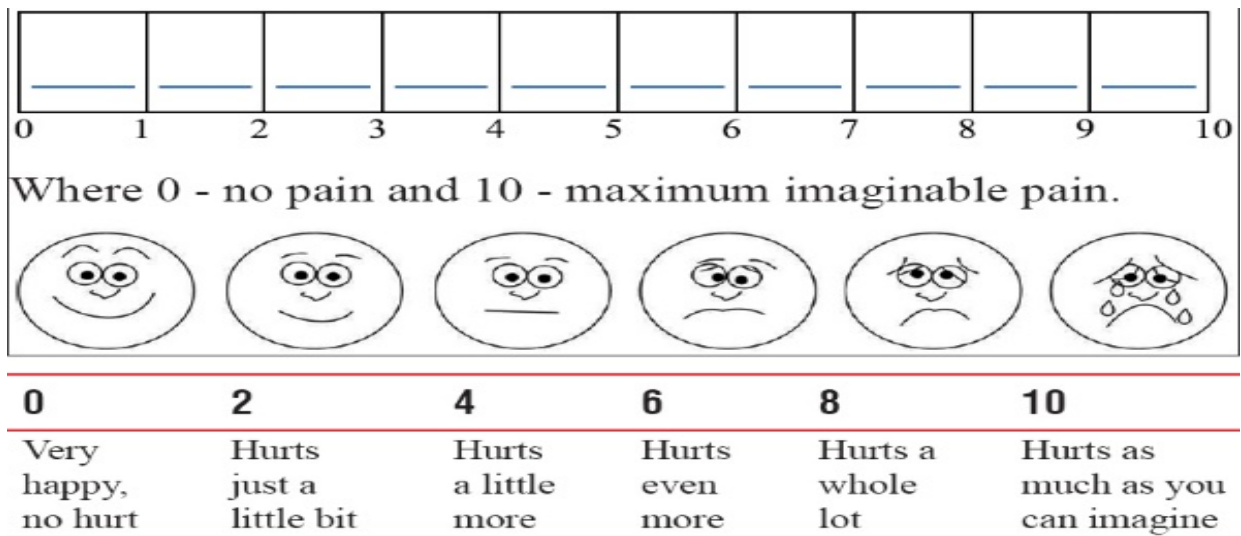 0 1 2 3 4 5 6 7 8 9 10
Where 0 - no pain and 10 - maximum imaginable pain.
0 2 4 6 8 10
Very happy, no hurt
Hurts just a little bit
Hurts a little more
Hurts even more
Hurts a whole lot
Hurts as much as you can imagine